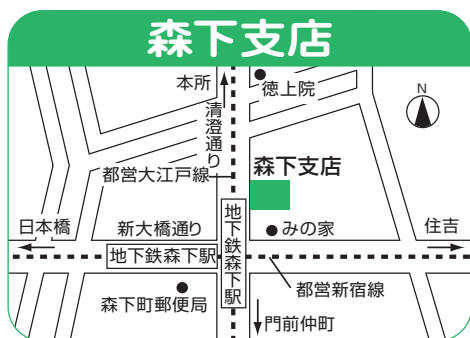 森下支店
本所
徳上院
N
清澄通り
都営大江戸線
森下支店
日本橋
新大橋通り
みの家
住吉
地下鉄森下駅
地下鉄森下駅
都営新宿線
森下町郵便局
門前仲町